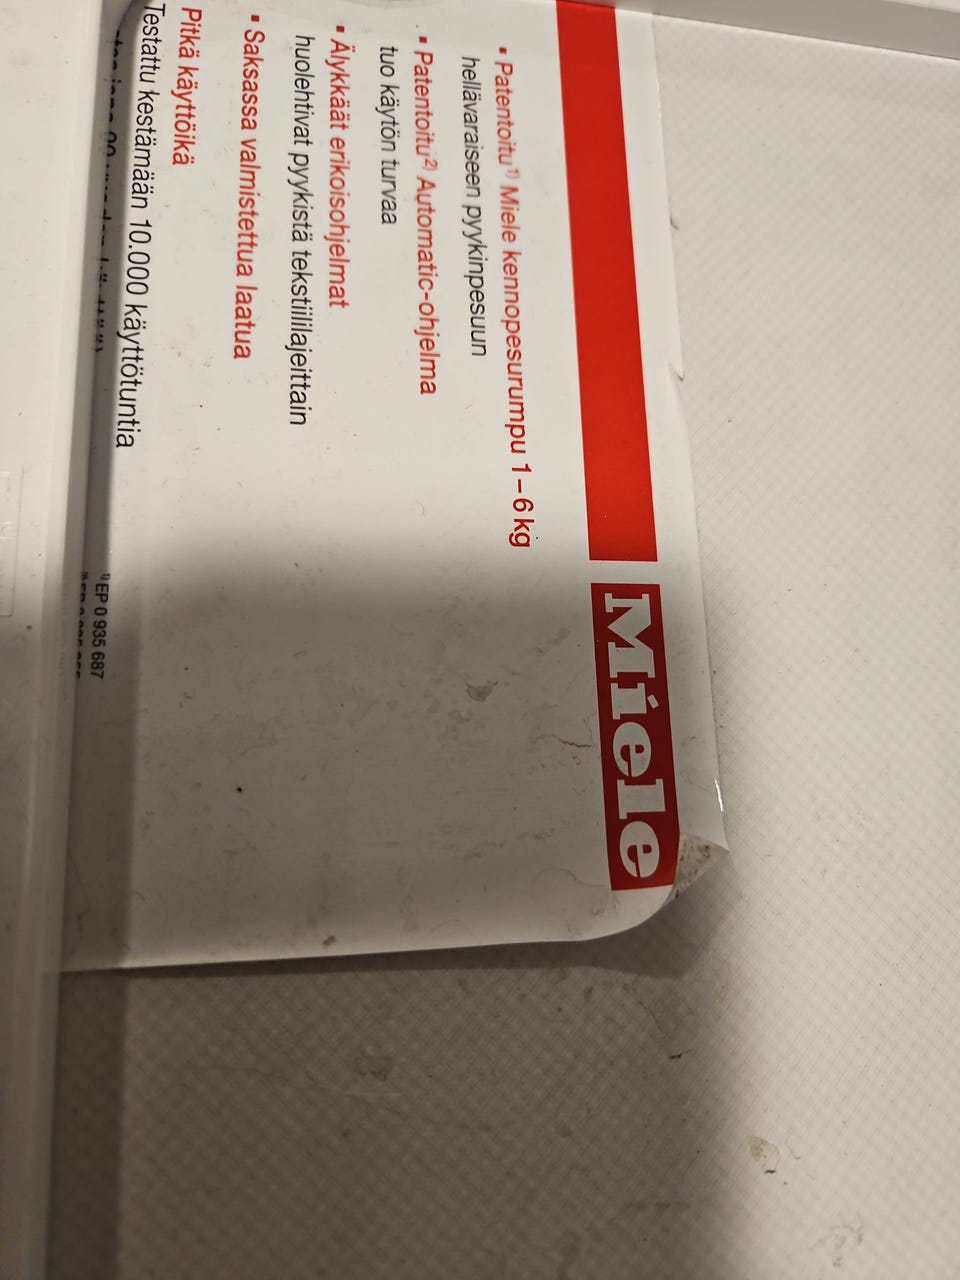 Miele
• Patentoitu¹⁾ Miele kennopesurumpu 1 – 6 kg
hellävaraiseen pyykinpesuun
• Patentoitu²⁾ Automatic-ohjelma
tuo käytön turvaa
• Älykkäät erikoisohjelmat
huolehtivat pyykistä tekstiililajeittain
• Saksassa valmistettua laatua
Pitkä käyttöikä
Testattu kestämään 10.000 käyttötuntia
¹⁾ EP 0 935 687